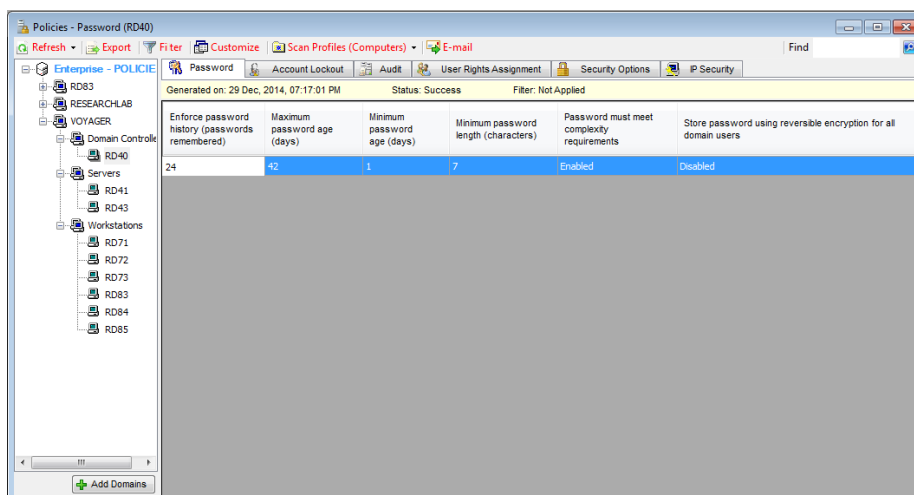 Policies - Password (RD40)
Refresh Export Filter Customize Scan Profiles (Computers) E-mail Find
Enterprise - POLICIE
RD83
RESEARCHLAB
VOYAGER
Domain Controlle
RD40
Servers
RD41
RD43
Workstations
RD71
RD72
RD73
RD83
RD84
RD85
Add Domains
Password Account Lockout Audit User Rights Assignment Security Options IP Security
Generated on: 29 Dec, 2014, 07:17:01 PM Status: Success Filter: Not Applied
Enforce password history (passwords remembered) Maximum password age (days) Minimum password age (days) Minimum password length (characters) Password must meet complexity requirements Store password using reversible encryption for all domain users
24 42 1 7 Enabled Disabled